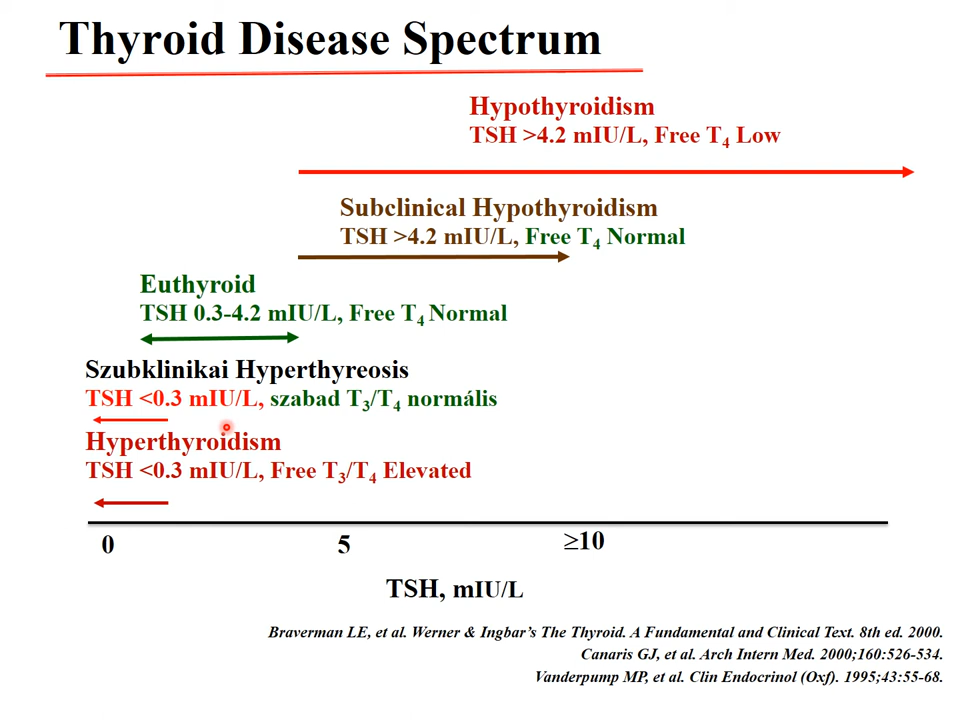 Thyroid Disease Spectrum
Hypothyroidism
TSH >4.2 mIU/L, Free T₄ Low
Subclinical Hypothyroidism
TSH >4.2 mIU/L, Free T₄ Normal
Euthyroid
TSH 0.3-4.2 mIU/L, Free T₄ Normal
Szubklinikai Hyperthyreosis
TSH <0.3 mIU/L, szabad T₃/T₄ normális
Hyperthyroidism
TSH <0.3 mIU/L, Free T₃/T₄ Elevated
0 5 ≥10
TSH, mIU/L
Braverman LE, et al. Werner & Ingbar's The Thyroid. A Fundamental and Clinical Text. 8th ed. 2000.
Canaris GJ, et al. Arch Intern Med. 2000;160:526-534.
Vanderpump MP, et al. Clin Endocrinol (Oxf). 1995;43:55-68.